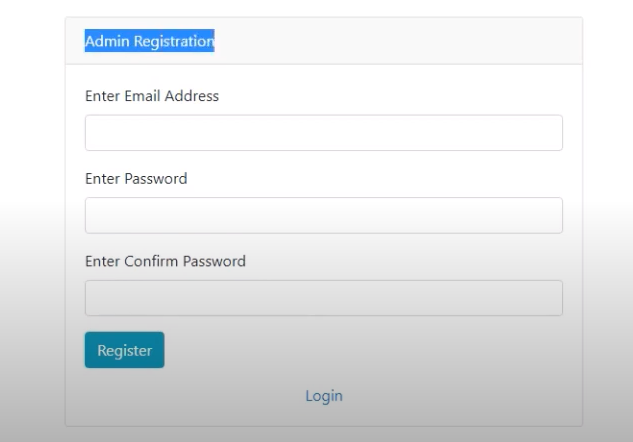 Admin Registration
Enter Email Address
Enter Password
Enter Confirm Password
Register
Login